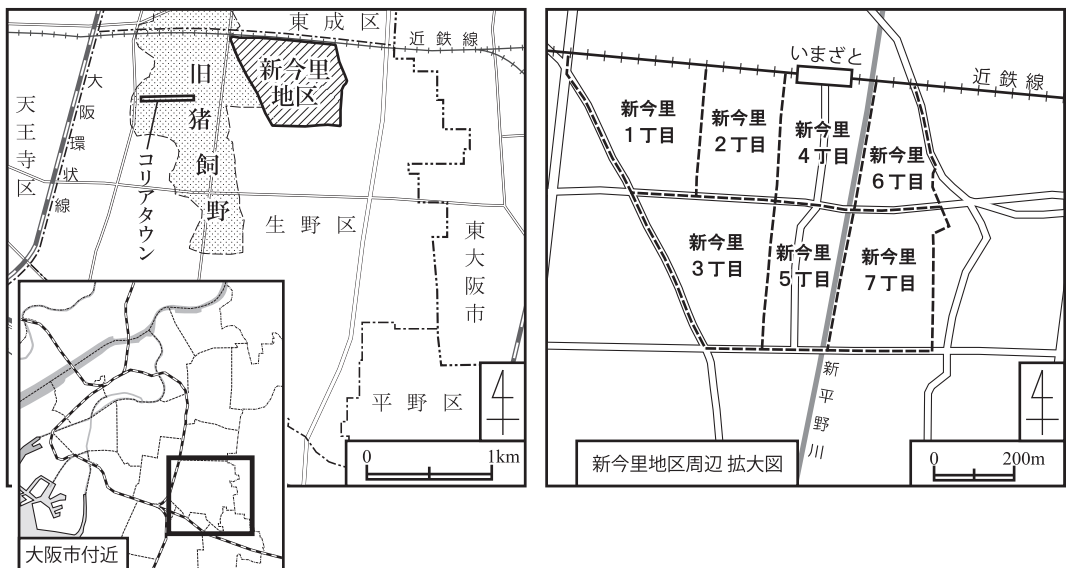 東成区
近鉄線
新今里
地区
旧猪飼野
大阪環状線
天王寺区
コリアタウン
生野区
東大阪市
平野区
0 1km
大阪市付近
いまざと
近鉄線
新今里
1丁目
新今里
2丁目
新今里
4丁目
新今里
6丁目
新今里
3丁目
新今里
5丁目
新今里
7丁目
新平野川
新今里地区周辺 拡大図
0 200m